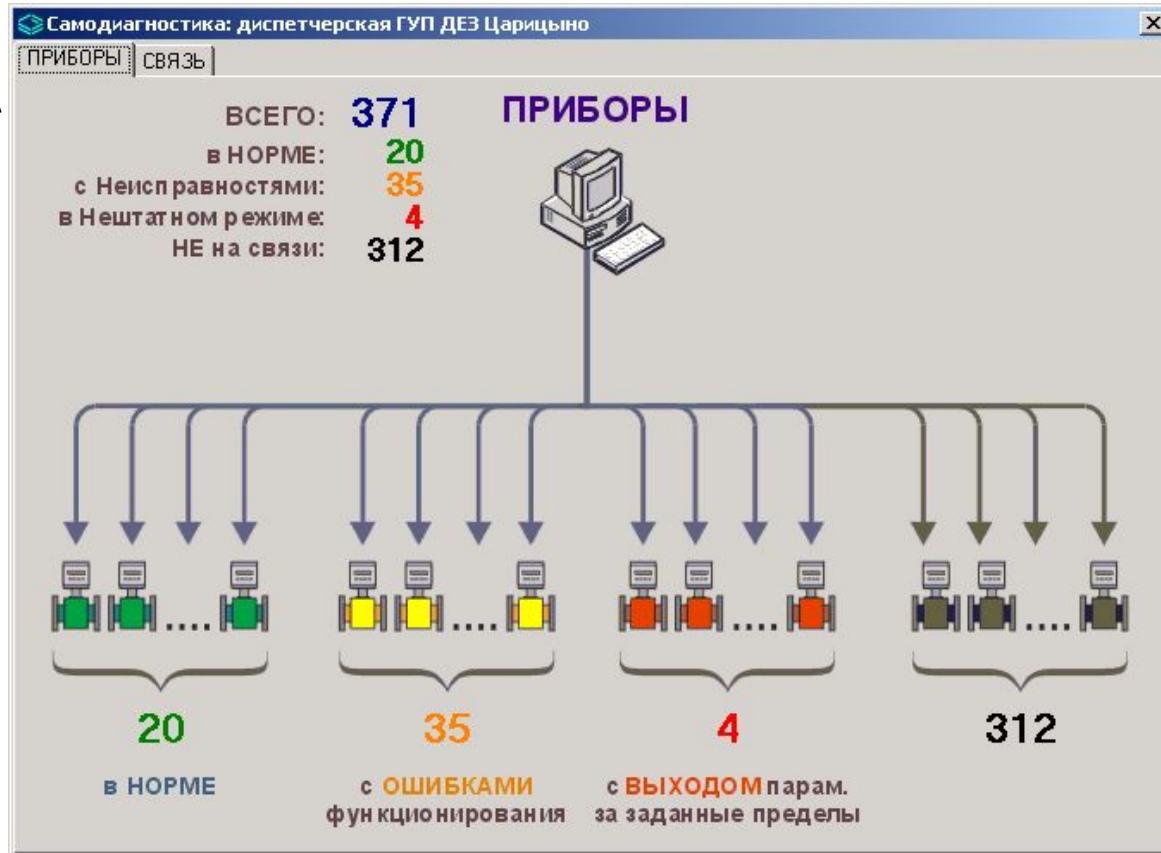 Самодиагностика: диспетчерская ГУП ДЕЗ Царицыно
ПРИБОРЫ СВЯЗЬ
ВСЕГО: 371
ПРИБОРЫ
в НОРМЕ: 20
с Неисправностями: 35
в Нештатном режиме: 4
НЕ на связи: 312
.... .... .... ....
20 35 4 312
в НОРМЕ
с ОШИБКАМИ
функционирования
с ВЫХОДОМ парам.
за заданные пределы